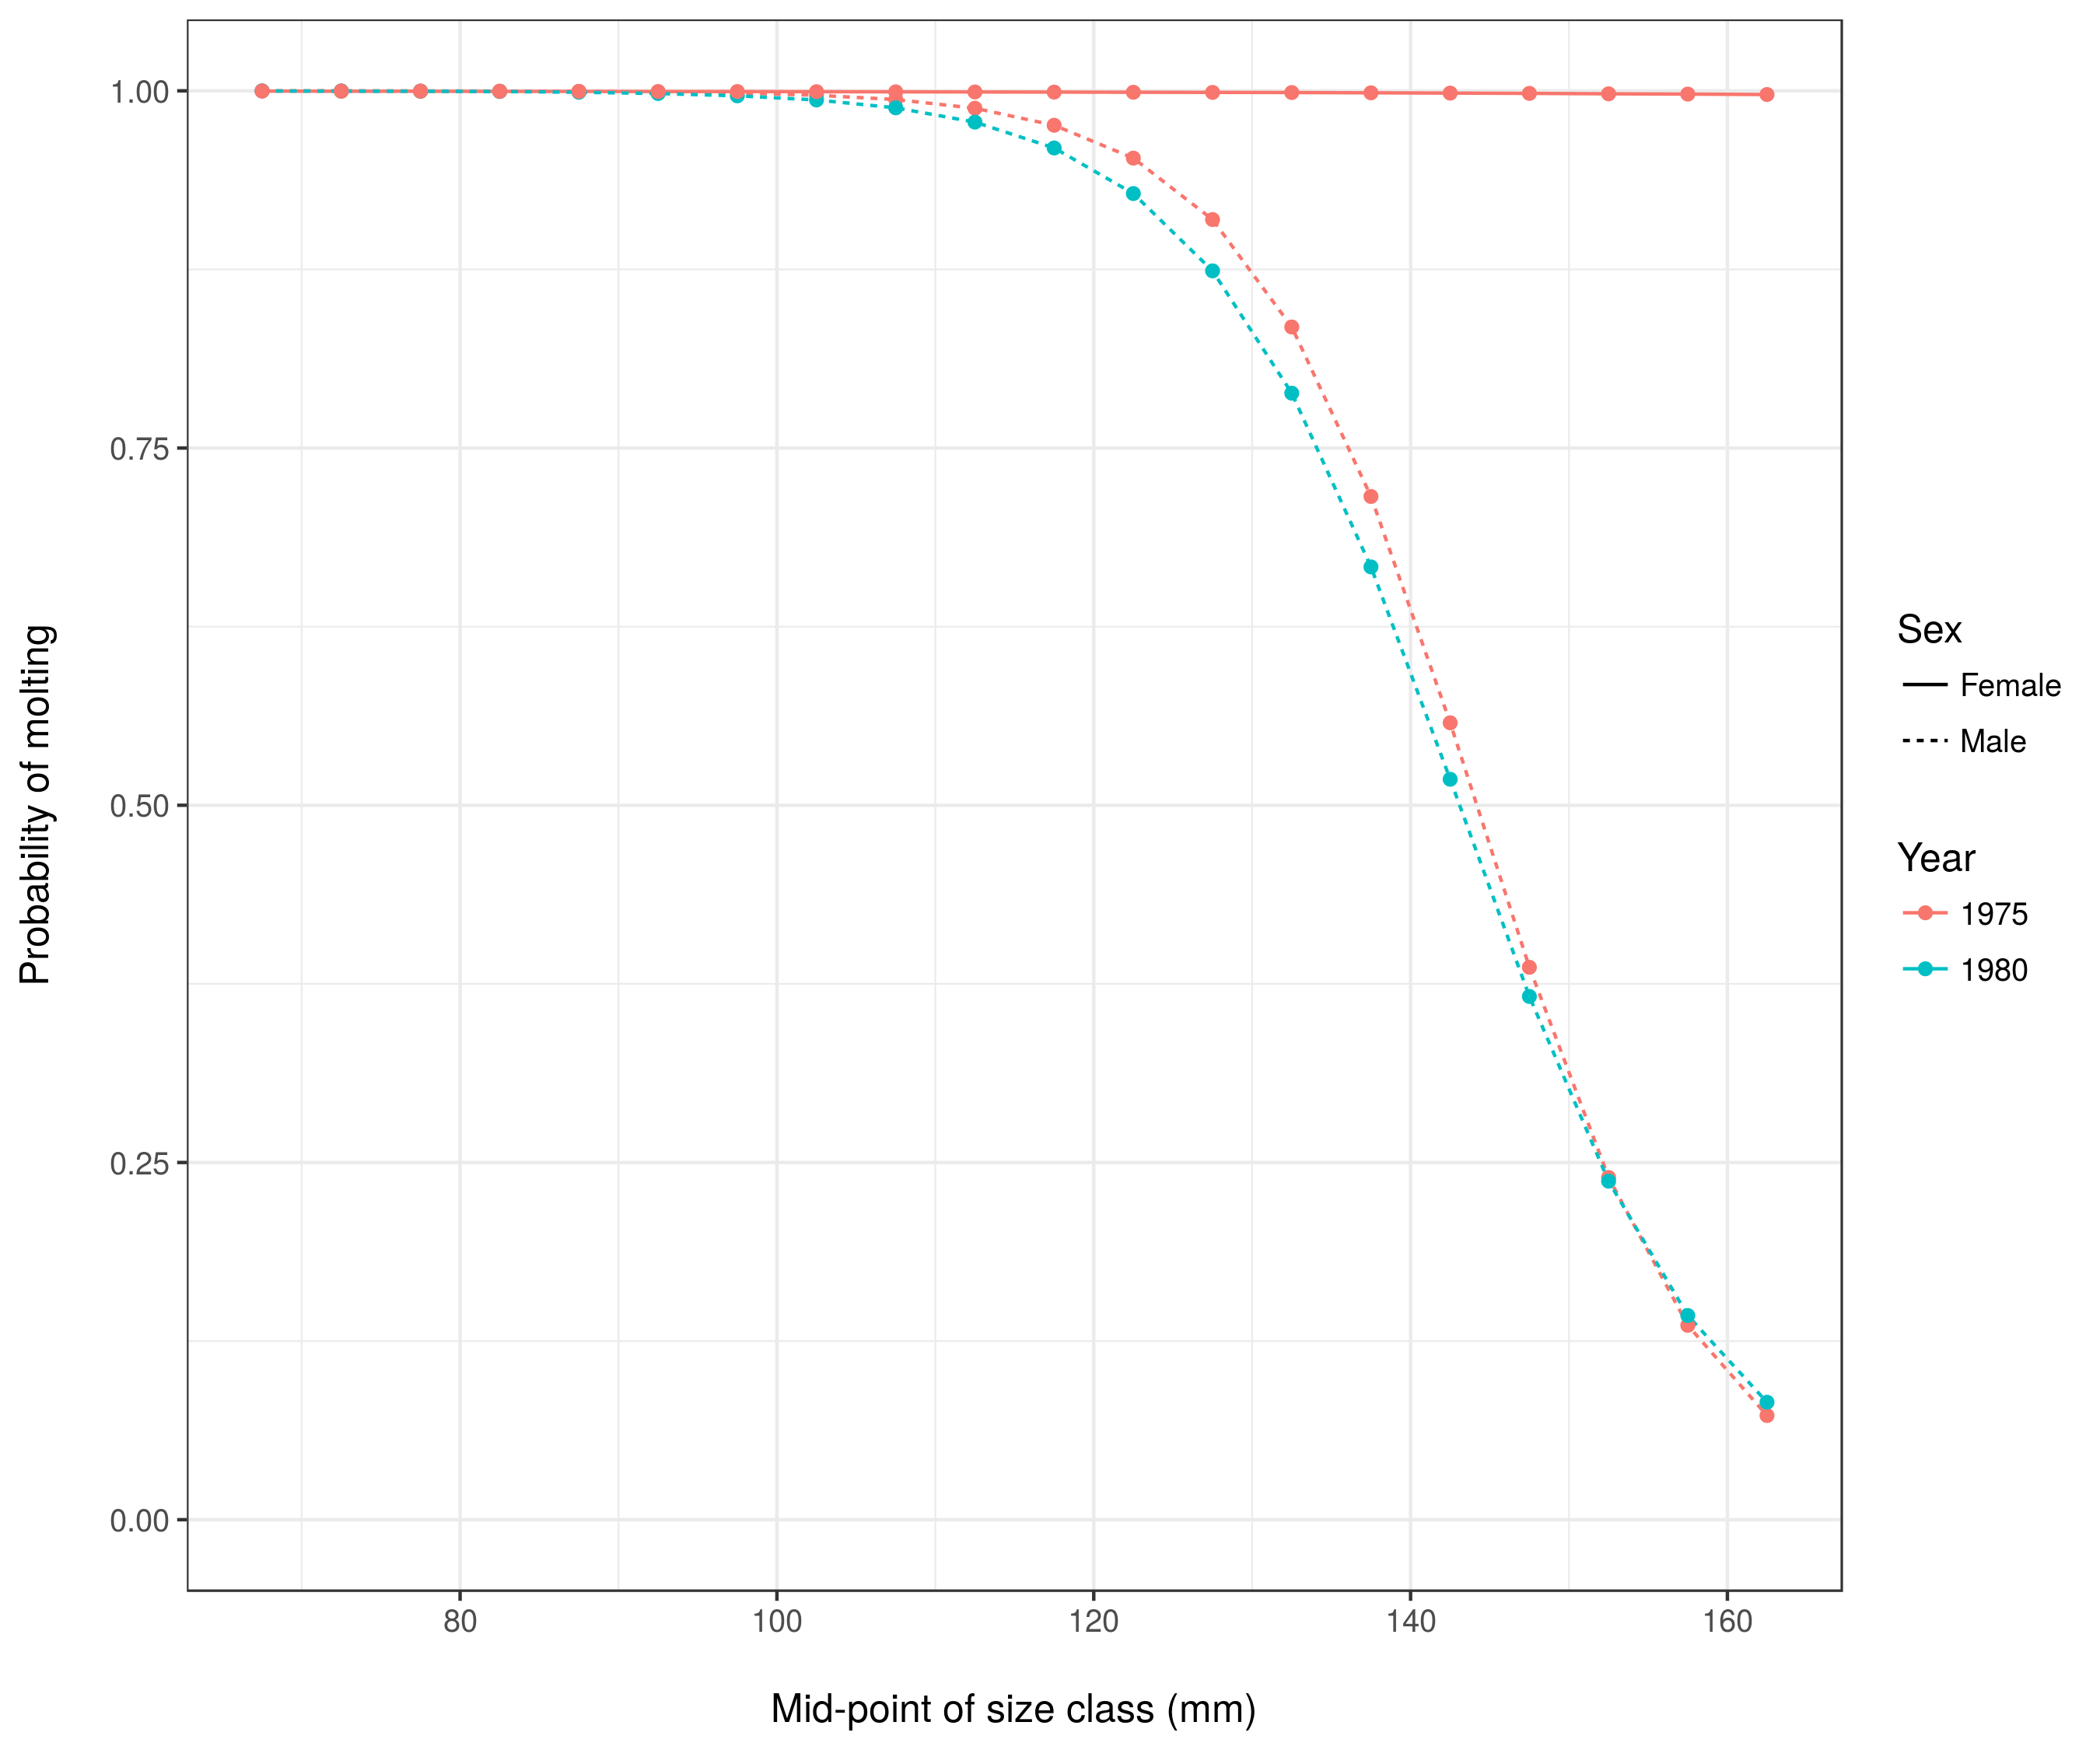 1.00
0.75
0.50
0.25
0.00
Probability of molting
80 100 120 140 160
Mid-point of size class (mm)
Sex
Female
Male
Year
1975
1980